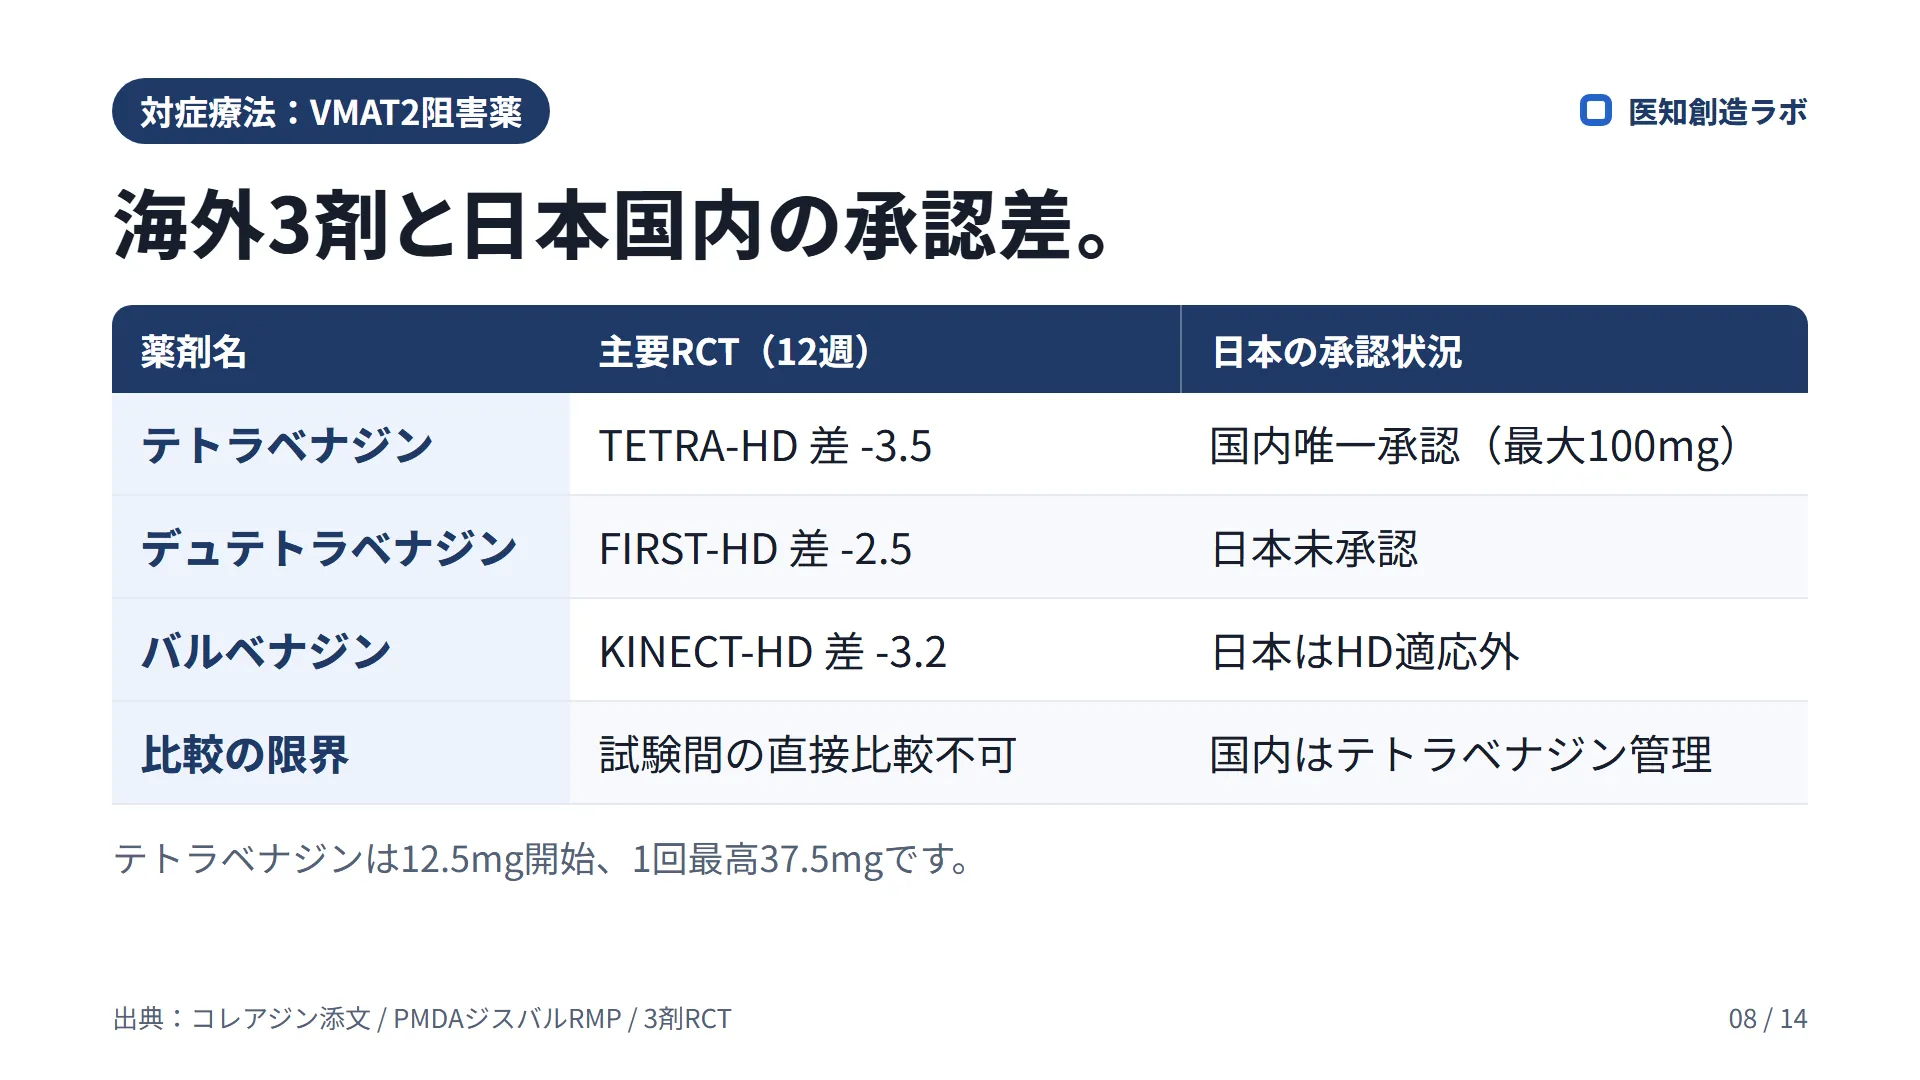 対症療法：VMAT2阻害薬
医知創造ラボ
海外3剤と日本国内の承認差。
薬剤名 主要RCT（12週） 日本の承認状況
テトラベナジン TETRA-HD 差 -3.5 国内唯一承認（最大100mg）
デュテトラベナジン FIRST-HD 差 -2.5 日本未承認
バルベナジン KINECT-HD 差 -3.2 日本はHD適応外
比較の限界 試験間の直接比較不可 国内はテトラベナジン管理
テトラベナジンは12.5mg開始、1回最高37.5mgです。
出典：コレアジン添文 / PMDAジスバルRMP / 3剤RCT
08 / 14